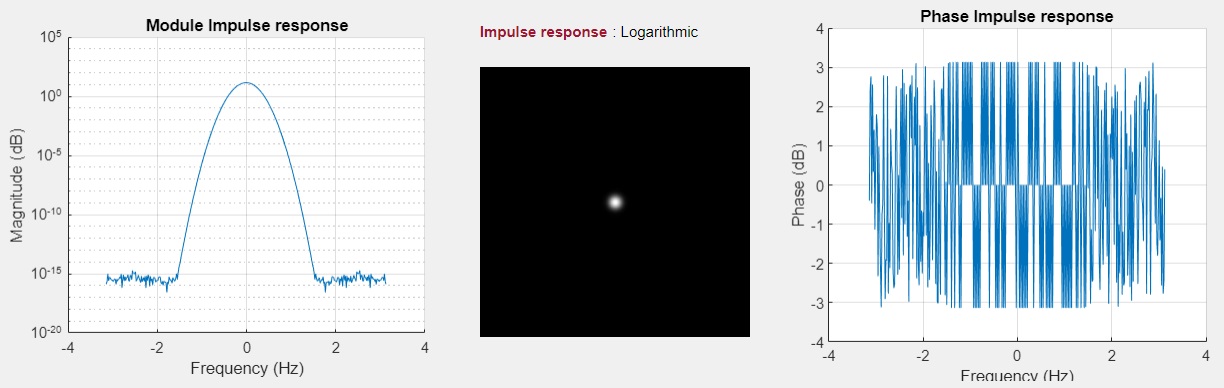 Module Impulse response
10^5
10^0
10^-5
10^-10
10^-15
10^-20
Magnitude (dB)
-4 -2 0 2 4
Frequency (Hz)
Impulse response : Logarithmic
Phase Impulse response
4
3
2
1
0
-1
-2
-3
-4
Phase (dB)
-4 -2 0 2 4
Frequency (Hz)